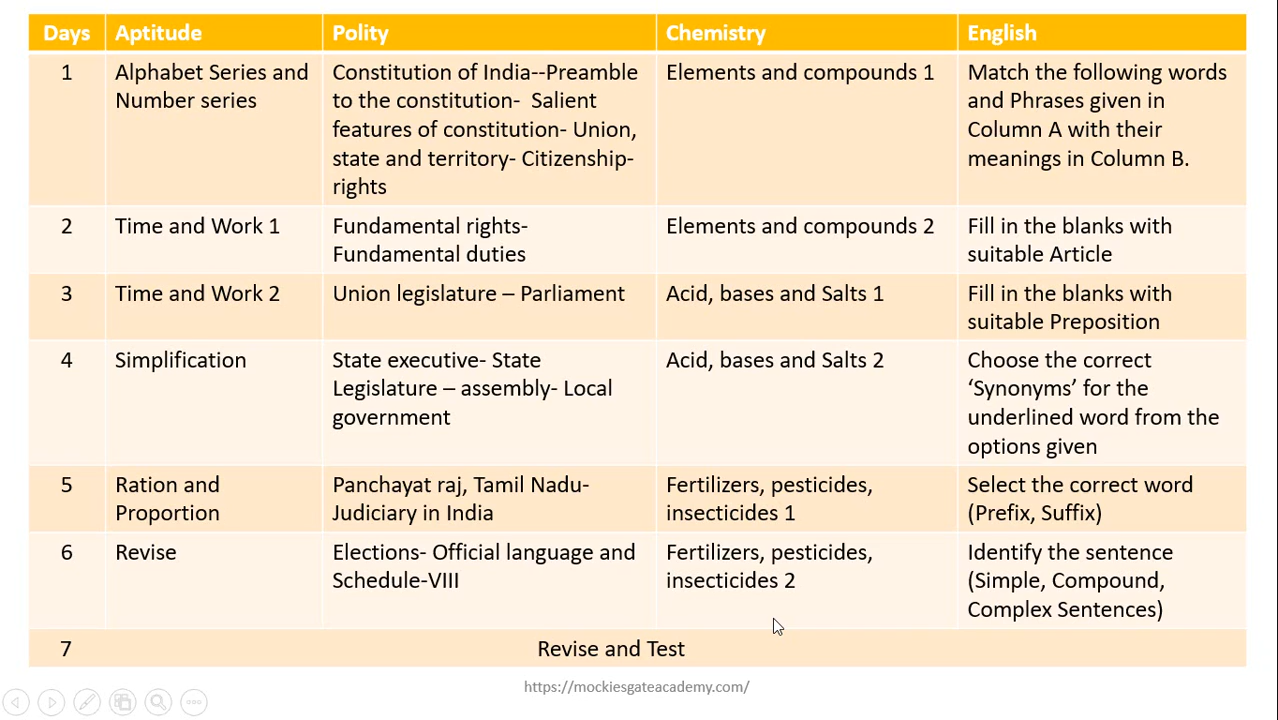 Days Aptitude Polity Chemistry English
1 Alphabet Series and Constitution of India--Preamble Elements and compounds 1 Match the following words
Number series to the constitution- Salient and Phrases given in
features of constitution- Union, Column A with their
state and territory- Citizenship- meanings in Column B.
rights
2 Time and Work 1 Fundamental rights- Elements and compounds 2 Fill in the blanks with
Fundamental duties suitable Article
3 Time and Work 2 Union legislature – Parliament Acid, bases and Salts 1 Fill in the blanks with
suitable Preposition
4 Simplification State executive- State Acid, bases and Salts 2 Choose the correct
Legislature – assembly- Local ‘Synonyms’ for the
government underlined word from the
options given
5 Ration and Panchayat raj, Tamil Nadu- Fertilizers, pesticides, Select the correct word
Proportion Judiciary in India insecticides 1 (Prefix, Suffix)
6 Revise Elections- Official language and Fertilizers, pesticides, Identify the sentence
Schedule-VIII insecticides 2 (Simple, Compound,
Complex Sentences)
7 Revise and Test
https://mockiesgateacademy.com/